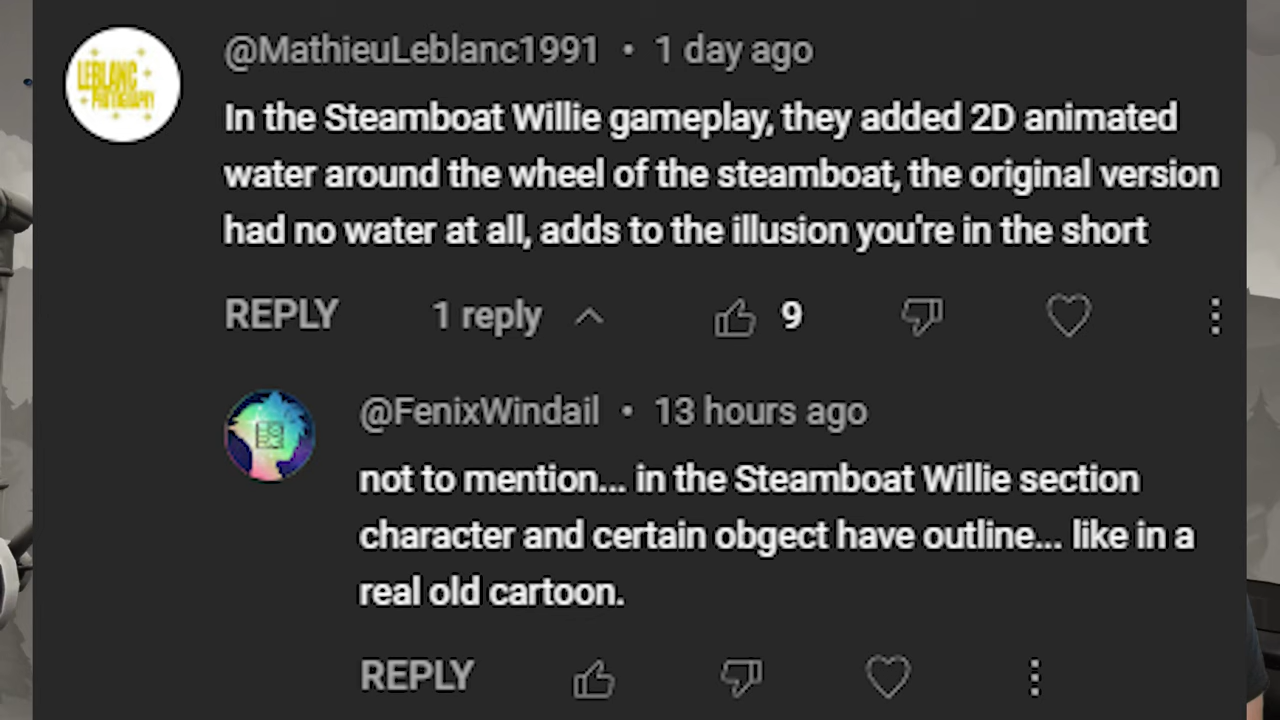 LEBLANC
PHOTOGRAPHY
@MathieuLeblanc1991 • 1 day ago
In the Steamboat Willie gameplay, they added 2D animated
water around the wheel of the steamboat, the original version
had no water at all, adds to the illusion you're in the short
REPLY 1 reply 9
@FenixWindail • 13 hours ago
not to mention... in the Steamboat Willie section
character and certain obgect have outline... like in a
real old cartoon.
REPLY